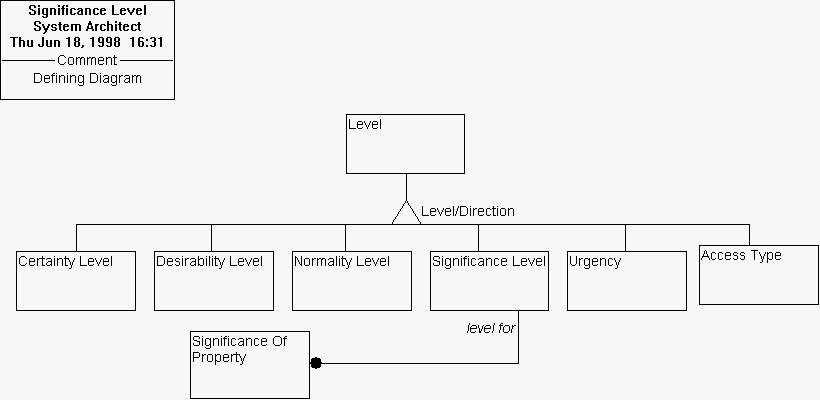 Significance Level
System Architect
Thu Jun 18, 1998  16:31
Comment
Defining Diagram
Level
Level/Direction
Certainty Level
Desirability Level
Normality Level
Significance Level
Urgency
Access Type
level for
Significance Of
Property